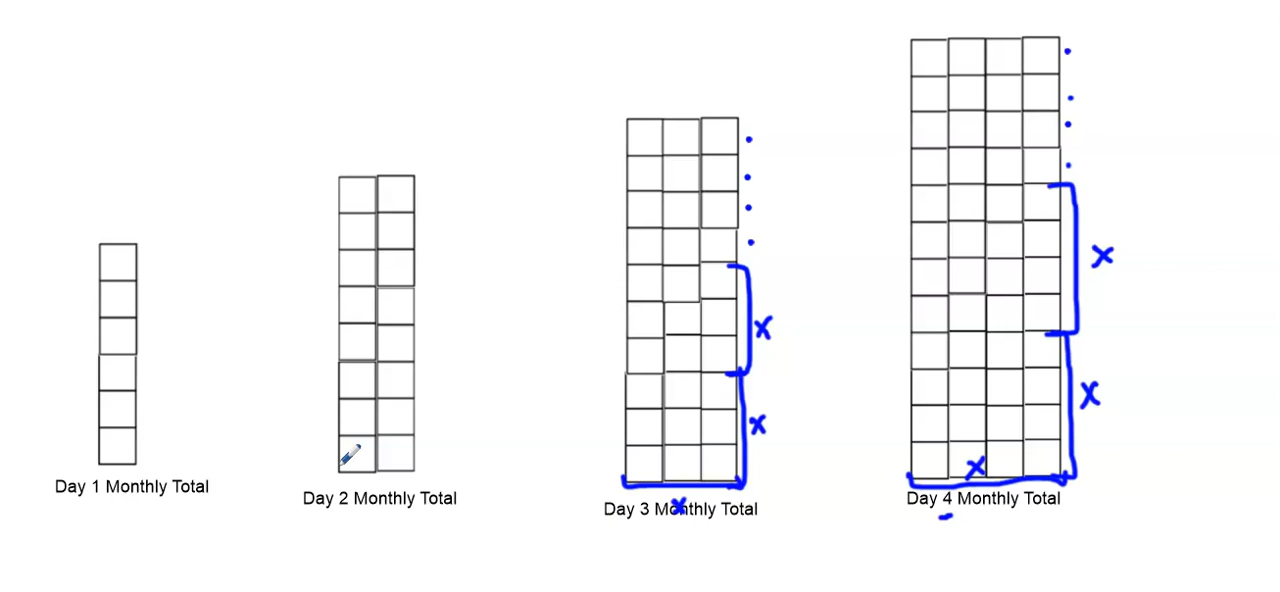 x
x
x
x
x
x
Day 1 Monthly Total
Day 2 Monthly Total
Day 3 Monthly Total
Day 4 Monthly Total